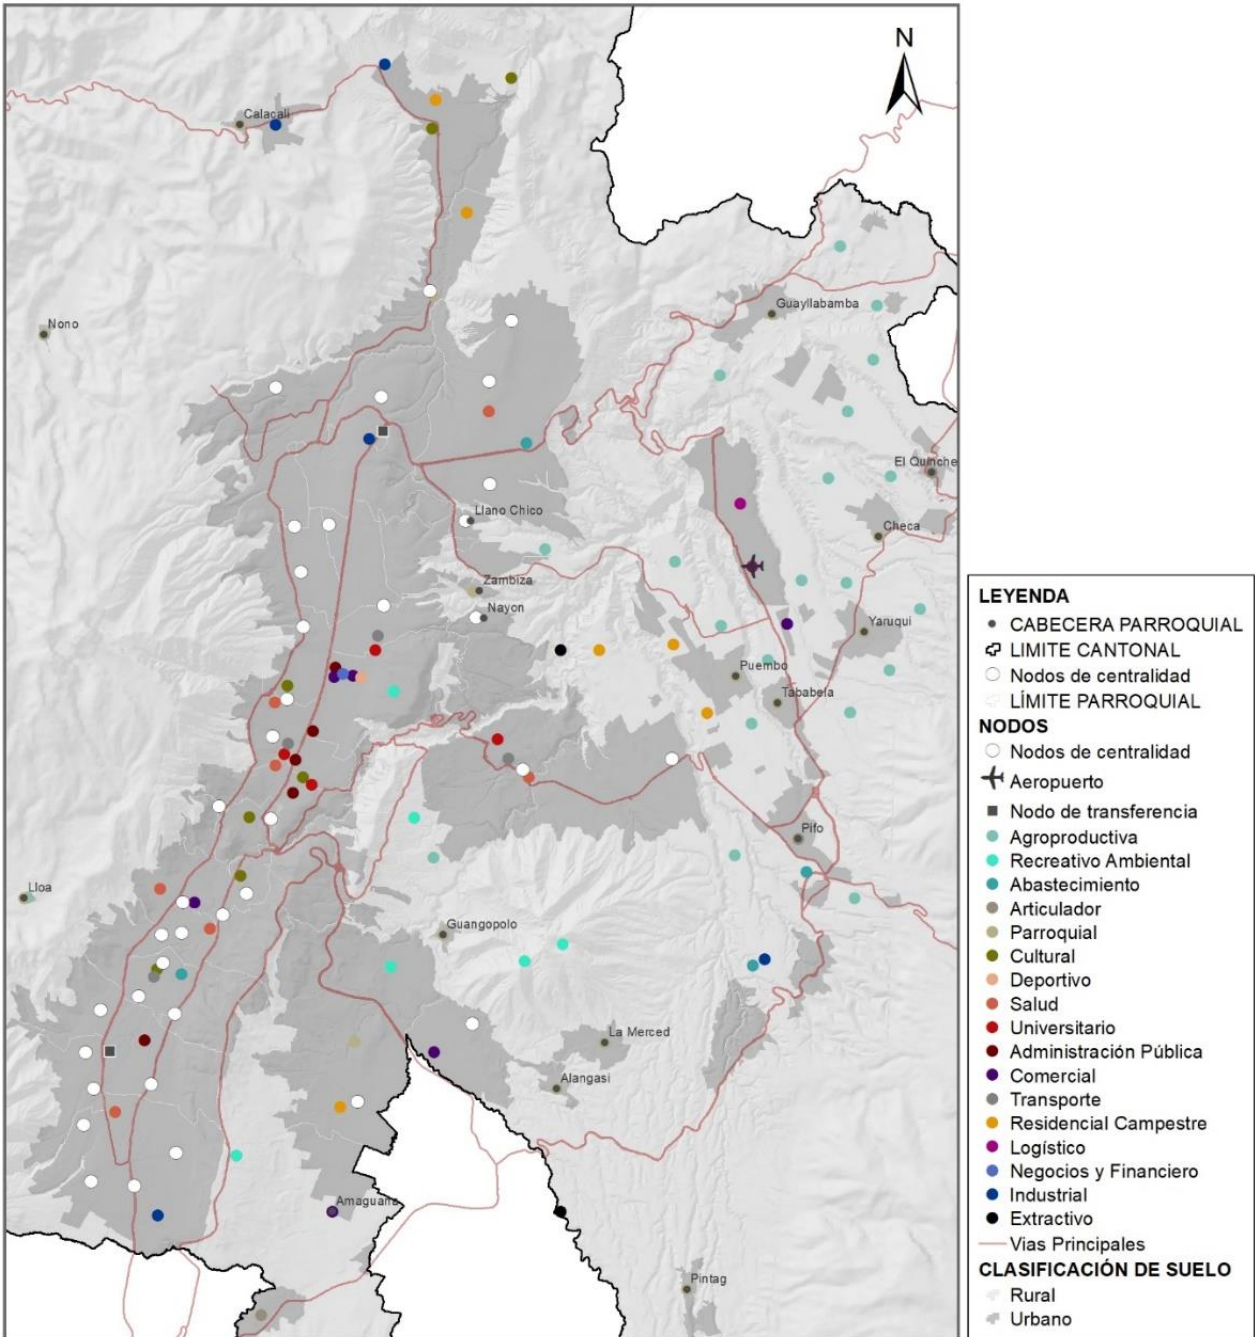 N
Calacali
Nono
Guayllabamba
El Quinche
Llano Chico
Checa
Zambiza
Nayon
Yaruqui
Puembo
Tababela
Pifo
Lloa
Guangopolo
La Merced
Alangasi
Amaguana
Pintag
LEYENDA
CABECERA PARROQUIAL
LIMITE CANTONAL
Nodos de centralidad
LÍMITE PARROQUIAL
NODOS
Nodos de centralidad
Aeropuerto
Nodo de transferencia
Agroproductiva
Recreativo Ambiental
Abastecimiento
Articulador
Parroquial
Cultural
Deportivo
Salud
Universitario
Administración Pública
Comercial
Transporte
Residencial Campestre
Logístico
Negocios y Financiero
Industrial
Extractivo
Vias Principales
CLASIFICACIÓN DE SUELO
Rural
Urbano